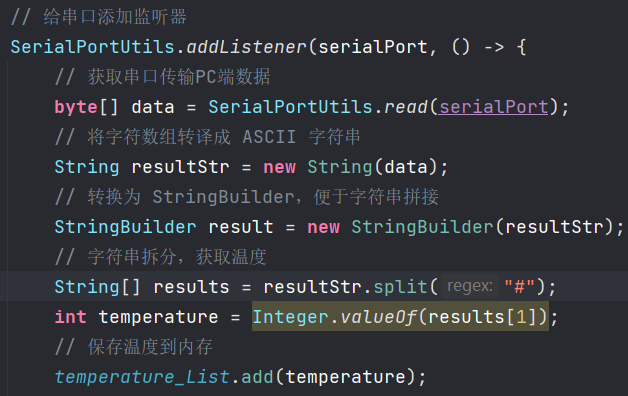 // 给串口添加监听器
SerialPortUtils.addListener(serialPort, () -> {
// 获取串口传输PC端数据
byte[] data = SerialPortUtils.read(serialPort);
// 将字符数组转译成 ASCII 字符串
String resultStr = new String(data);
// 转换为 StringBuilder，便于字符串拼接
StringBuilder result = new StringBuilder(resultStr);
// 字符串拆分，获取温度
String[] results = resultStr.split( regex: "#");
int temperature = Integer.valueOf(results[1]);
// 保存温度到内存
temperature_List.add(temperature);